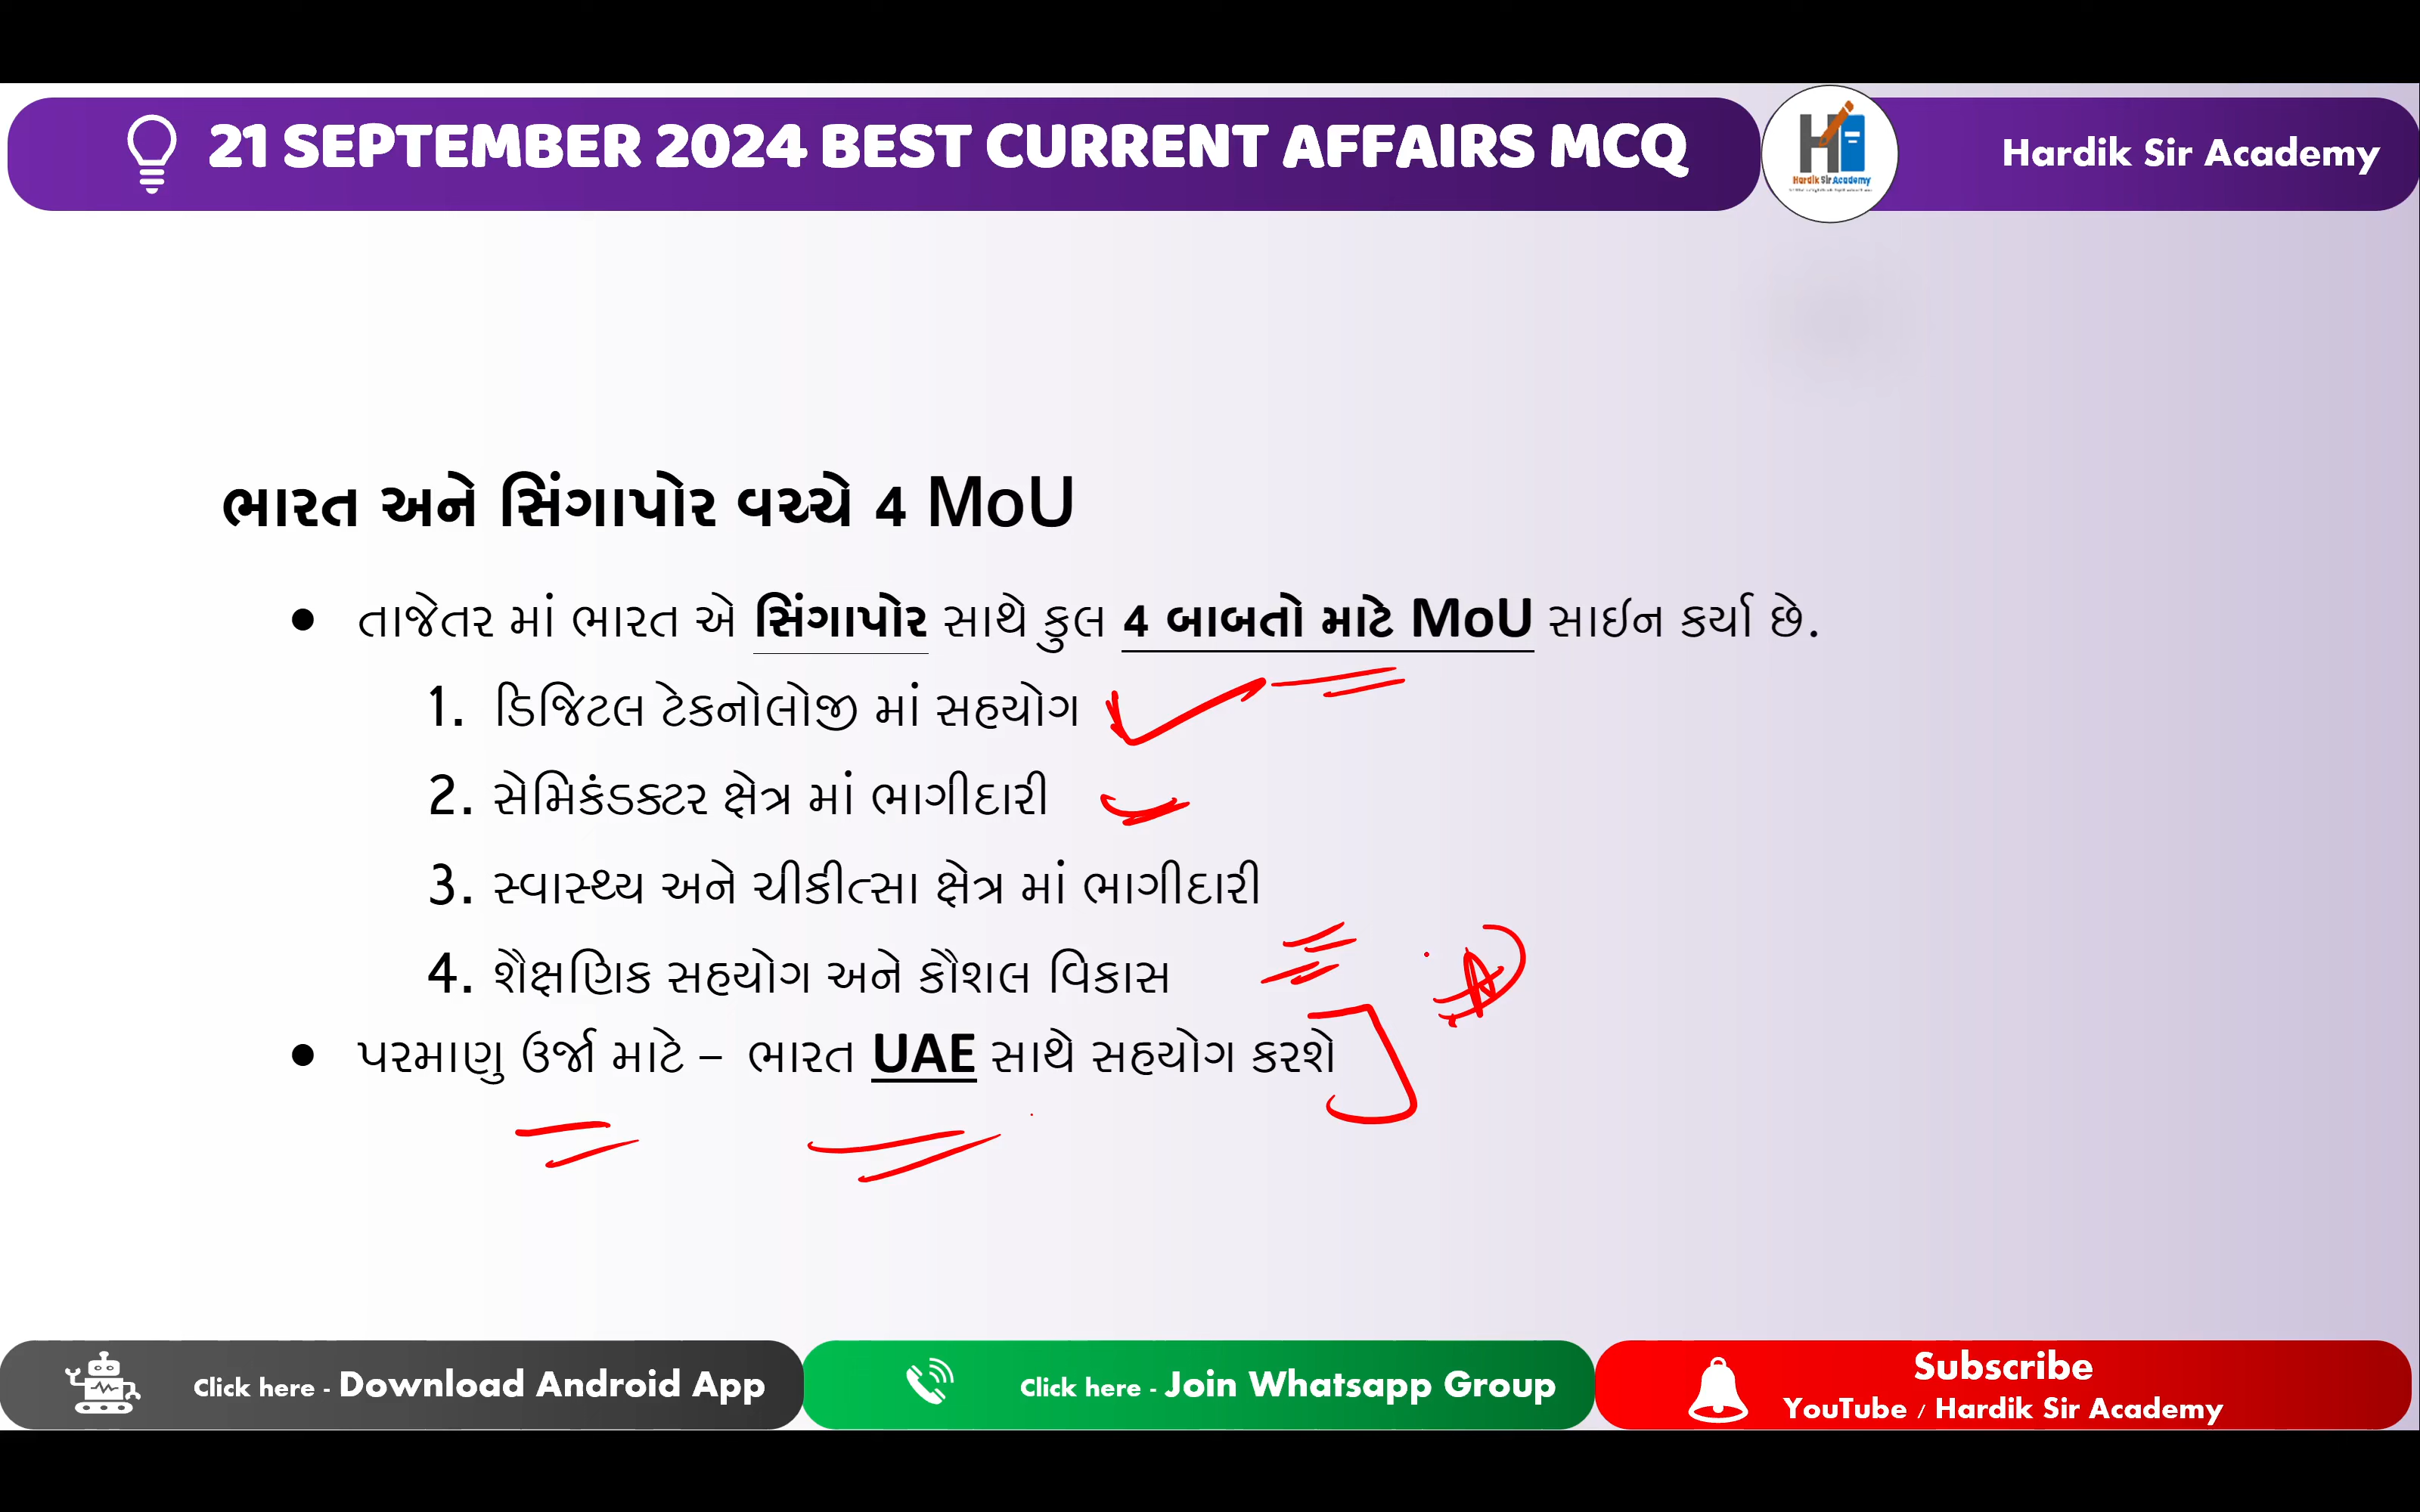 21 SEPTEMBER 2024 BEST CURRENT AFFAIRS MCQ
Hardik Sir Academy
Hardik Sir Academy
ભારત અને સિંગાપોર વચ્ચે 4 MoU
● તાજેતર માં ભારત એ સિંગાપોર સાથે કુલ 4 બાબતો માટે MoU સાઈન કર્યા છે.
1. ડિજિટલ ટેકનોલોજી માં સહયોગ
2. સેમિકંડક્ટર ક્ષેત્ર માં ભાગીદારી
3. સ્વાસ્થ્ય અને ચીકીત્સા ક્ષેત્ર માં ભાગીદારી
4. શૈક્ષણિક સહયોગ અને કૌશલ વિકાસ
● પરમાણુ ઉર્જા માટે – ભારત UAE સાથે સહયોગ કરશે
Click here - Download Android App
Click here - Join Whatsapp Group
Subscribe
YouTube / Hardik Sir Academy